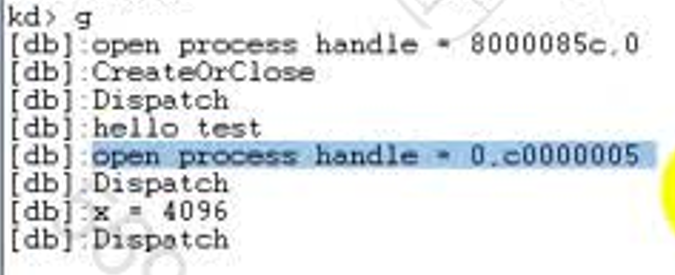 kd> g
[db]:open process handle = 8000085c,0
[db]:CreateOrClose
[db]:Dispatch
[db]:hello test
[db]:open process handle = 0,c0000005
[db]:Dispatch
[db]:x = 4096
[db]:Dispatch